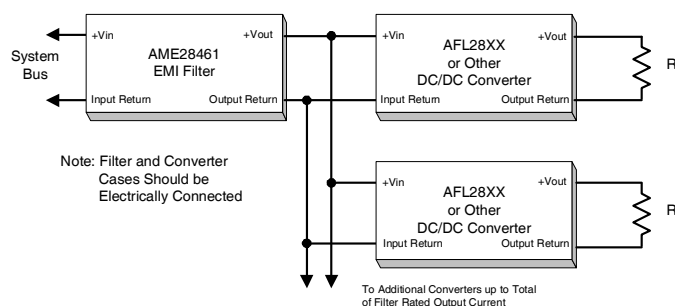 System
Bus
+Vin
+Vout
AME28461
EMI Filter
Input Return
Output Return
+Vin
+Vout
AFL28XX
or Other
DC/DC Converter
Input Return
Output Return
R
Note: Filter and Converter
Cases Should be
Electrically Connected
+Vin
+Vout
AFL28XX
or Other
DC/DC Converter
Input Return
Output Return
R
To Additional Converters up to Total
of Filter Rated Output Current